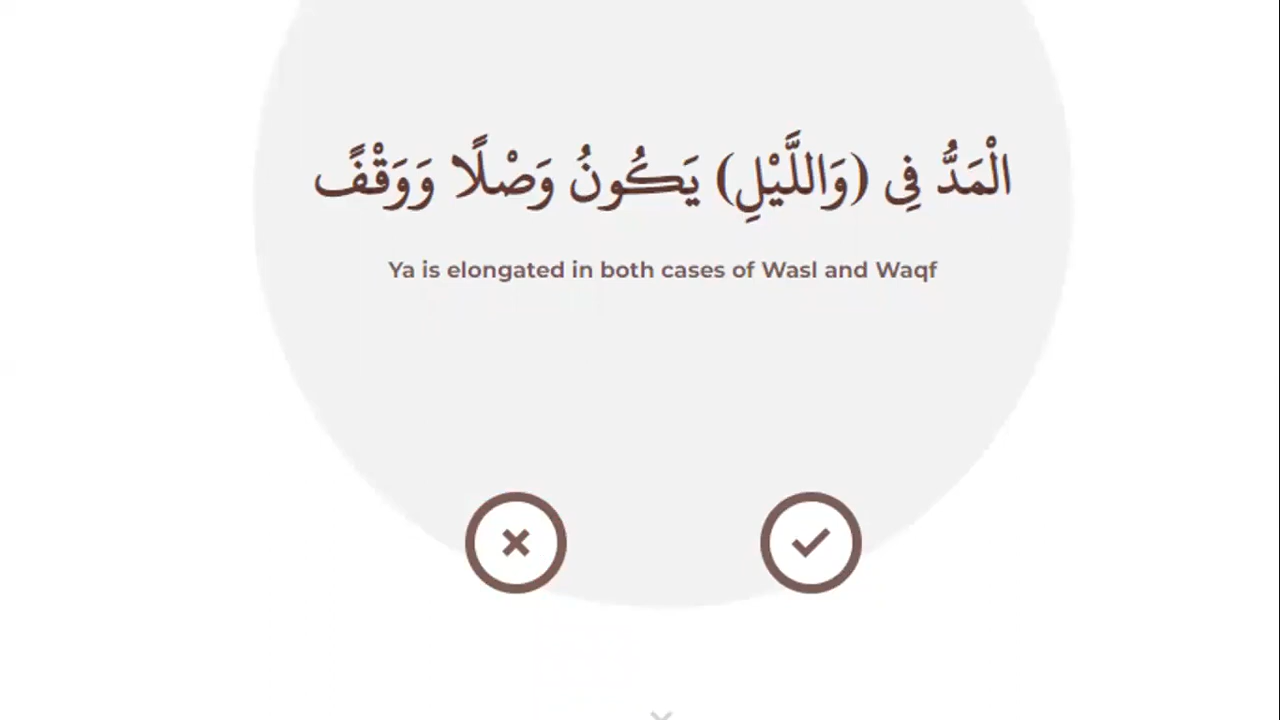 الْمَدُّ فِي (وَاللَّيْلِ) يَكُونُ وَصْلًا وَوَقْفًـ
Ya is elongated in both cases of Wasl and Waqf